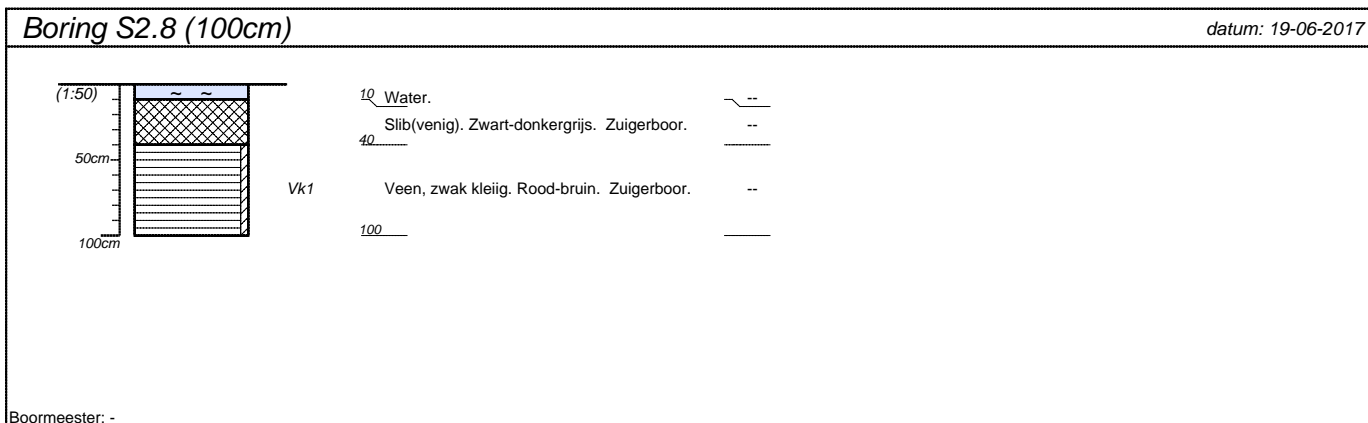 Boring S2.8 (100cm) datum: 19-06-2017
(1:50) ~ ~ 10 Water. --
Slib(venig). Zwart-donkergrijs. Zuigerboor. --
40
50cm
Vk1 Veen, zwak kleiig. Rood-bruin. Zuigerboor. --
100
100cm
Boormeester: -